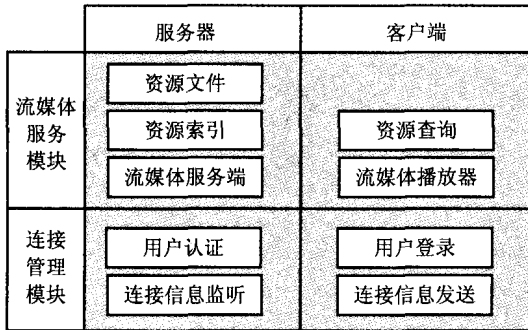 服务器 客户端
资源文件
流媒体
服务
模块
资源索引 资源查询
流媒体服务端 流媒体播放器
连接
管理
模块
用户认证 用户登录
连接信息监听 连接信息发送